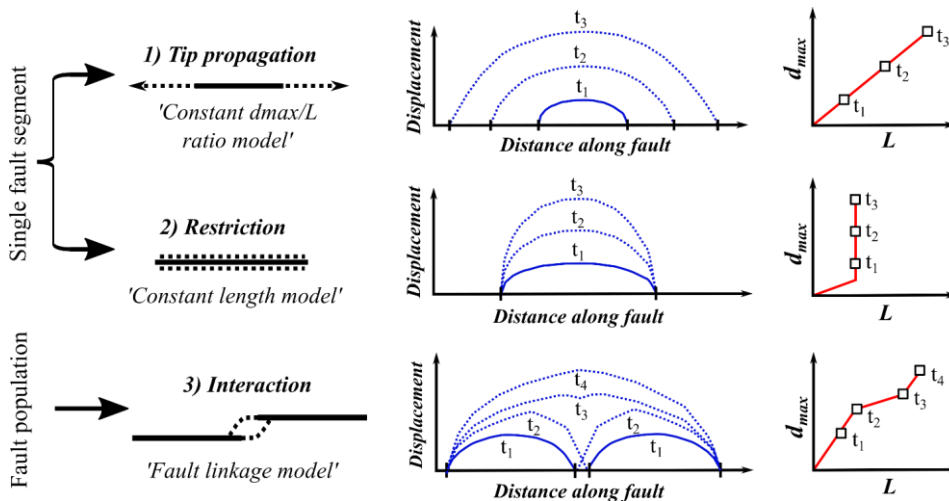 Single fault segment
1) Tip propagation
'Constant dmax/L
ratio model'
Displacement
t3
t2
t1
Distance along fault
dmax
t3
t2
t1
L
2) Restriction
'Constant length model'
Displacement
t3
t2
t1
Distance along fault
dmax
t3
t2
t1
L
Fault population
3) Interaction
'Fault linkage model'
Displacement
t4
t3
t2
t2
t1
t1
Distance along fault
dmax
t4
t3
t2
t1
L